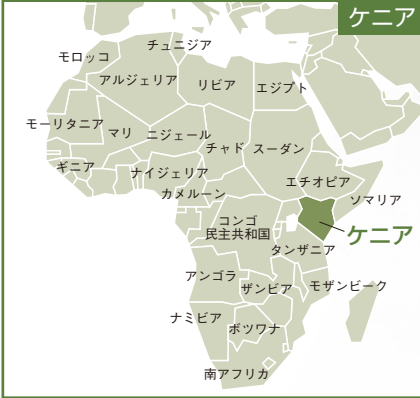 ケニア
チュニジア
モロッコ
アルジェリア
リビア
エジプト
モーリタニア
マリ
ニジェール
チャド
スーダン
ギニア
ナイジェリア
エチオピア
カメルーン
ソマリア
コンゴ
民主共和国
ケニア
タンザニア
アンゴラ
ザンビア
モザンビーク
ナミビア
ボツワナ
南アフリカ